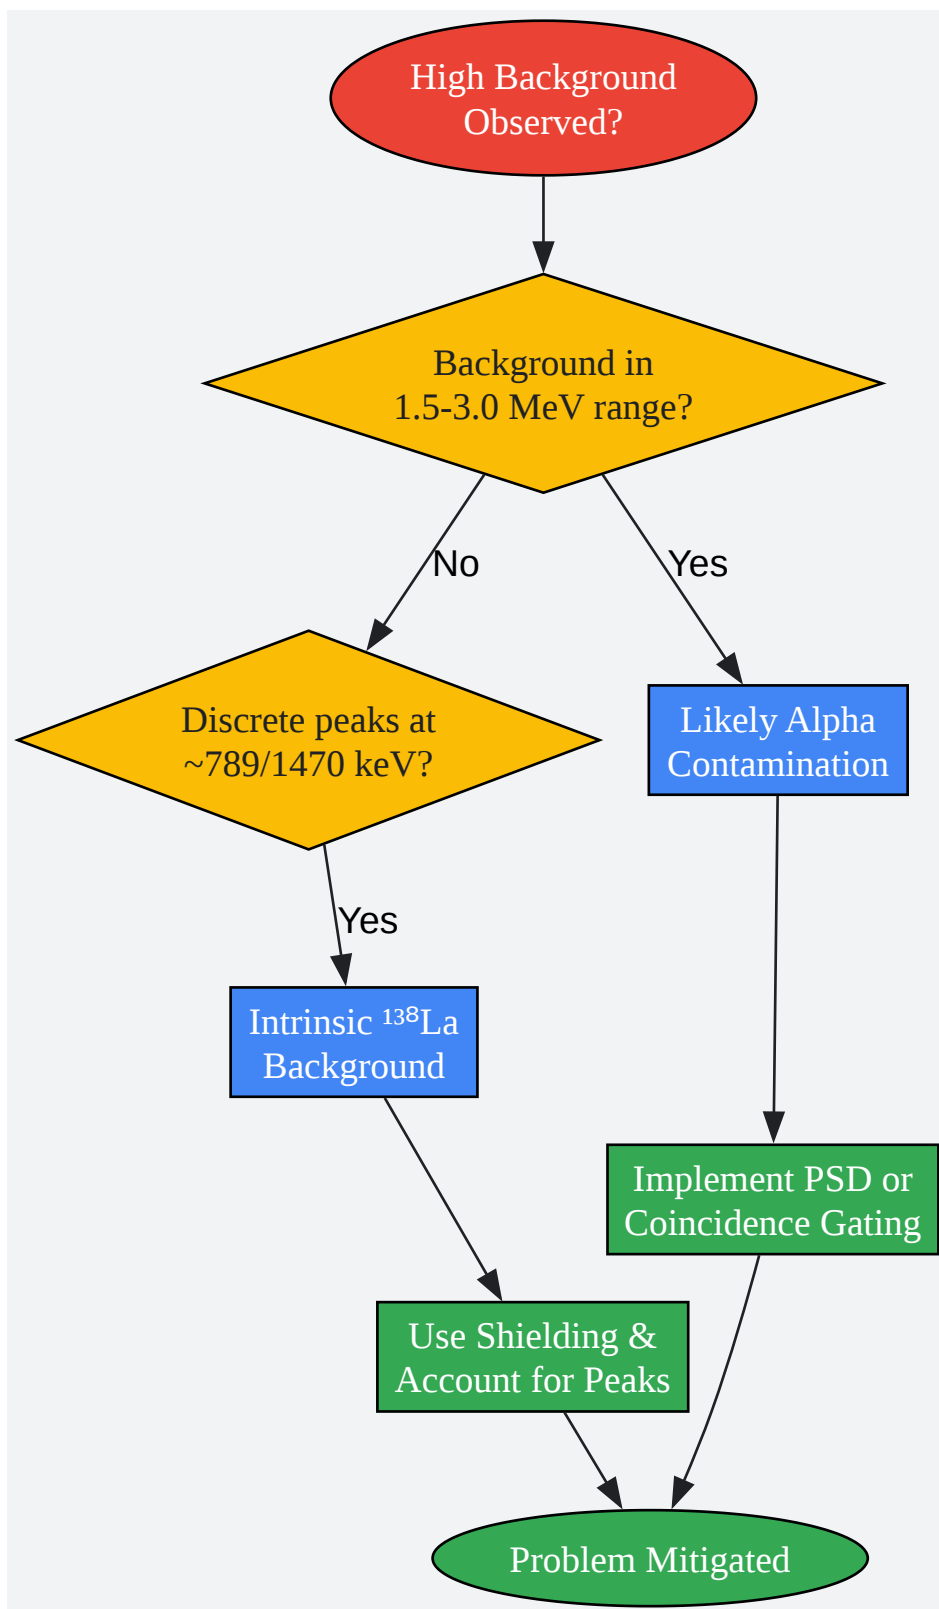 High Background
Observed?
Background in
1.5-3.0 MeV range?
No
Yes
Discrete peaks at
~789/1470 keV?
Likely Alpha
Contamination
Yes
Intrinsic ¹³⁸La
Background
Implement PSD or
Coincidence Gating
Use Shielding &
Account for Peaks
Problem Mitigated